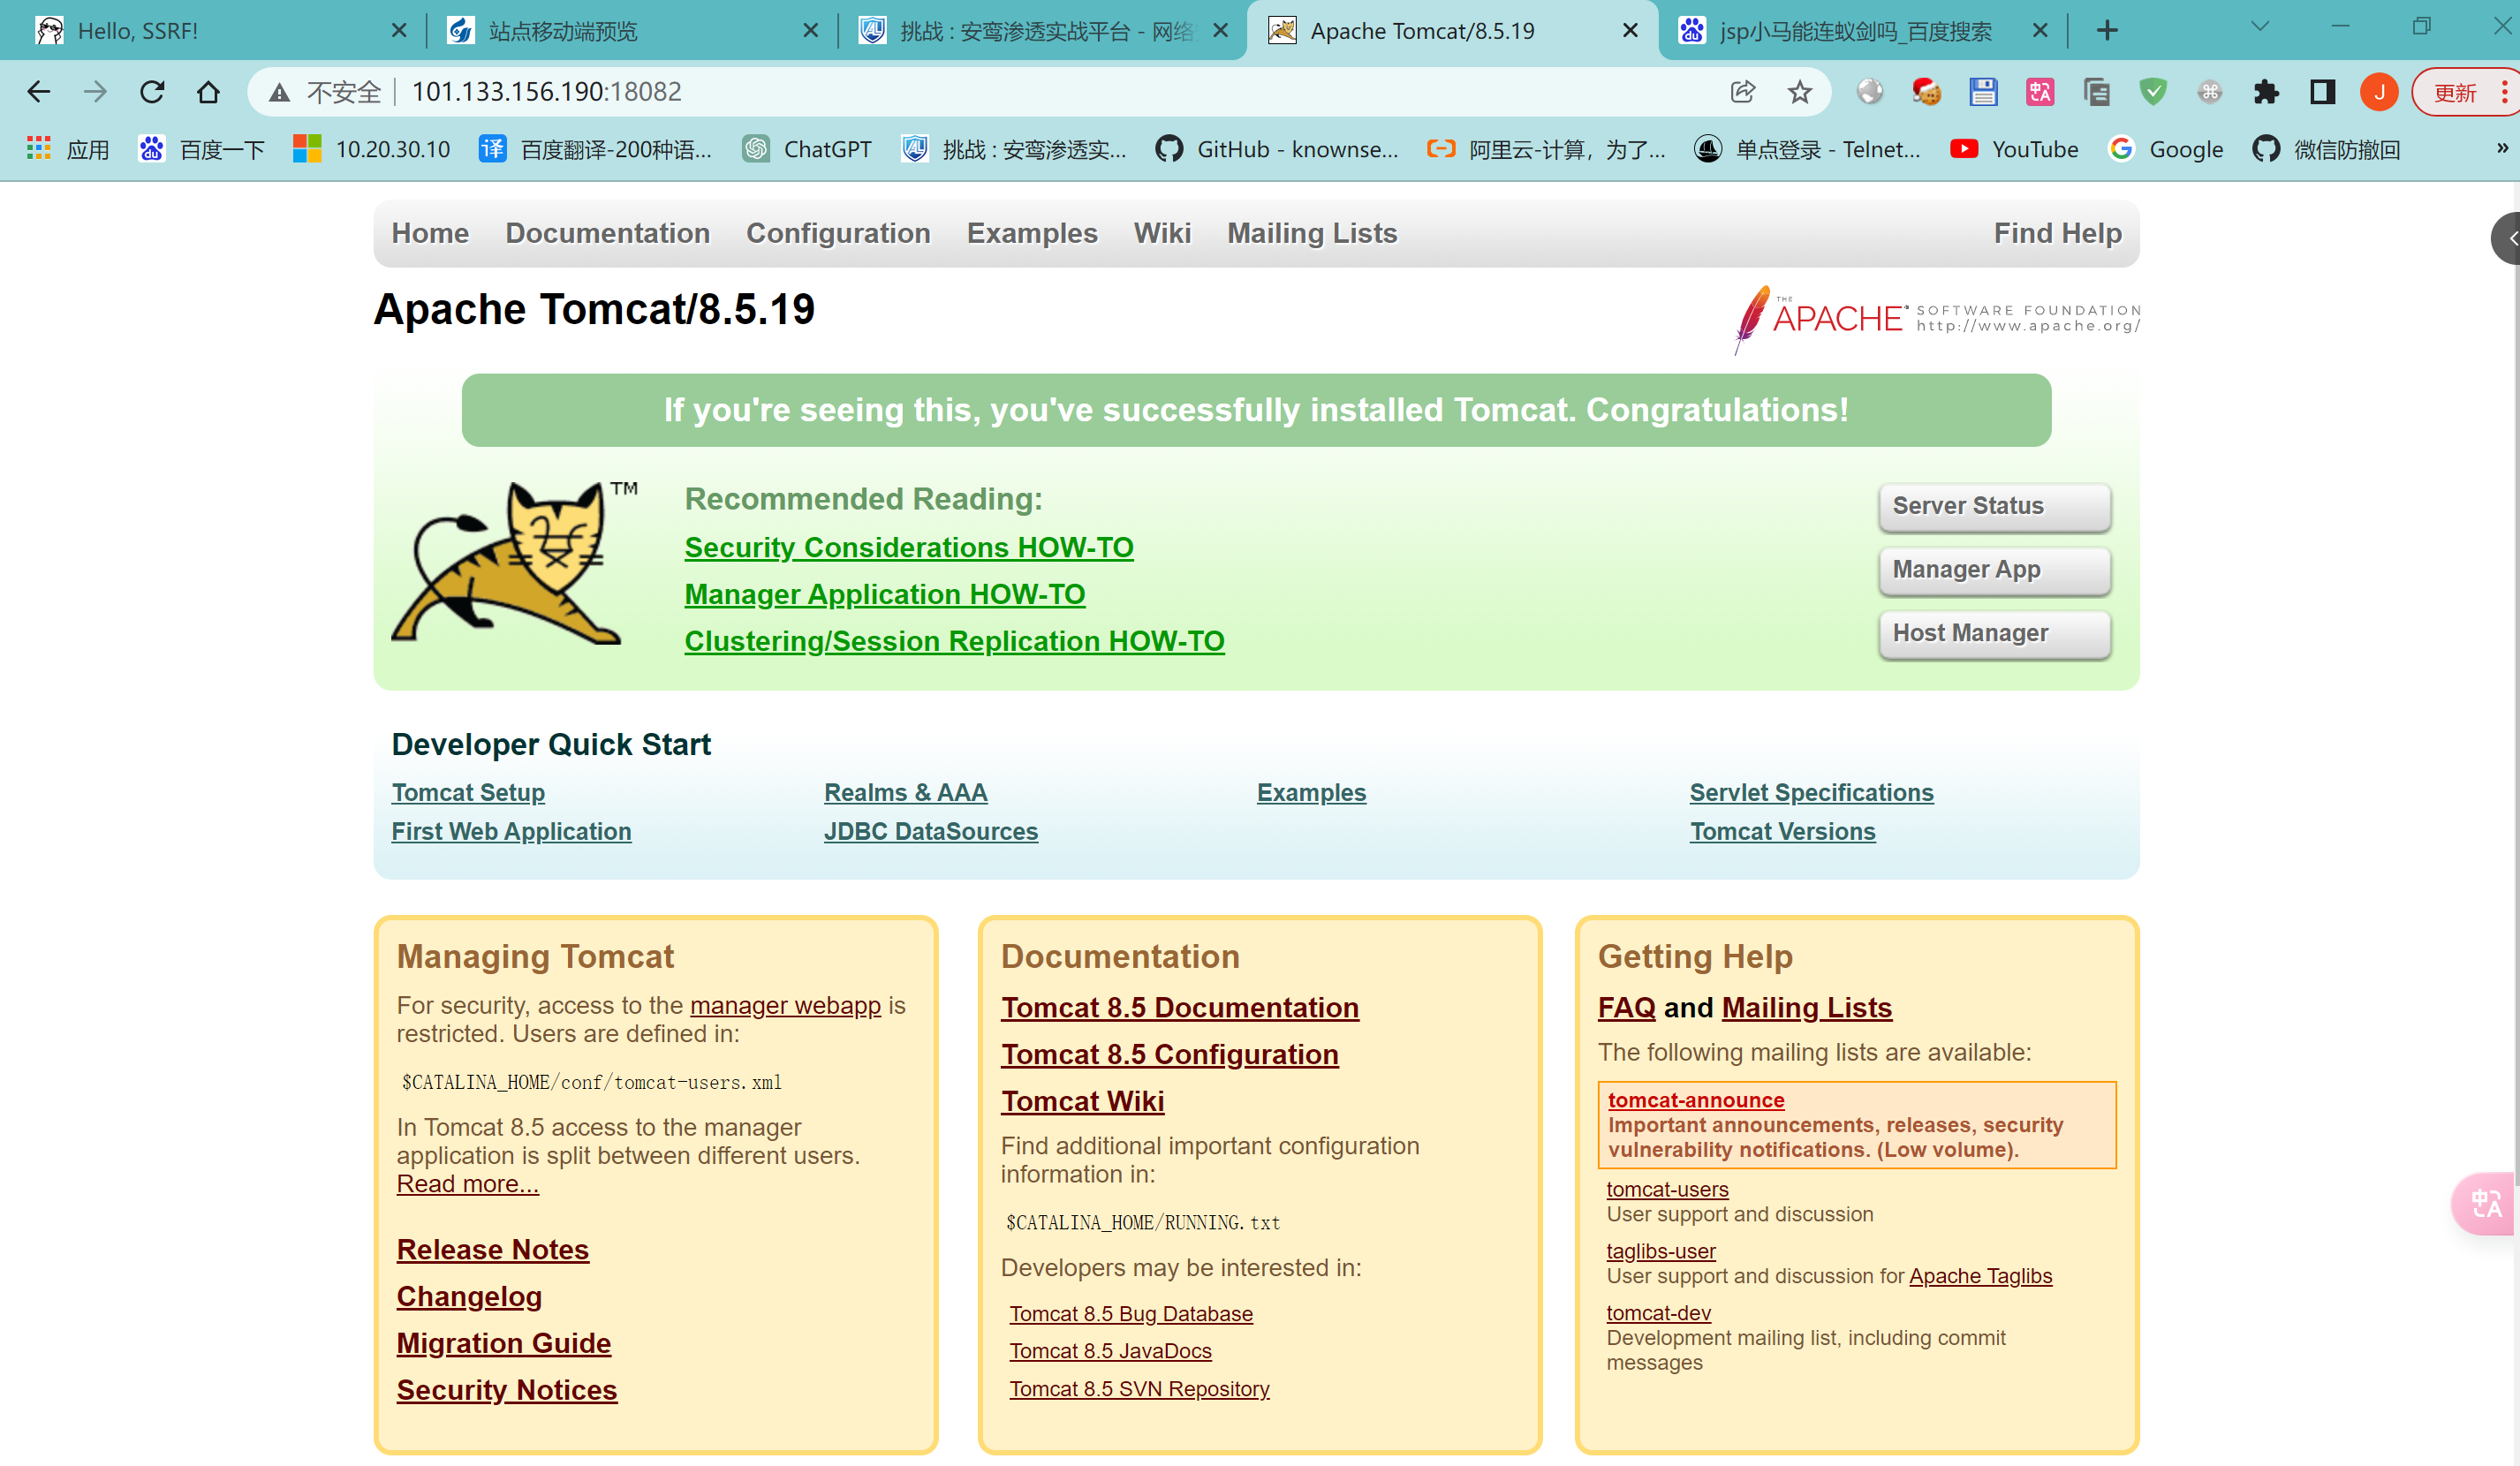 Hello, SSRF!
站点移动端预览
挑战 : 安鸾渗透实战平台 - 网络
Apache Tomcat/8.5.19
jsp小马能连蚁剑吗_百度搜索
不安全
101.133.156.190:18082
J
更新
应用
百度一下
10.20.30.10
百度翻译-200种语...
ChatGPT
挑战 : 安鸾渗透实...
GitHub - knownse...
阿里云-计算，为了...
单点登录 - Telnet...
YouTube
Google
微信防撤回
»
Home Documentation Configuration Examples Wiki Mailing Lists Find Help
Apache Tomcat/8.5.19
THE APACHE SOFTWARE FOUNDATION
http://www.apache.org/
If you're seeing this, you've successfully installed Tomcat. Congratulations!
TM
Recommended Reading:
Security Considerations HOW-TO
Manager Application HOW-TO
Clustering/Session Replication HOW-TO
Server Status
Manager App
Host Manager
Developer Quick Start
Tomcat Setup
First Web Application
Realms & AAA
JDBC DataSources
Examples
Servlet Specifications
Tomcat Versions
Managing Tomcat
For security, access to the manager webapp is
restricted. Users are defined in:
$CATALINA_HOME/conf/tomcat-users.xml
In Tomcat 8.5 access to the manager
application is split between different users.
Read more...
Release Notes
Changelog
Migration Guide
Security Notices
Documentation
Tomcat 8.5 Documentation
Tomcat 8.5 Configuration
Tomcat Wiki
Find additional important configuration
information in:
$CATALINA_HOME/RUNNING.txt
Developers may be interested in:
Tomcat 8.5 Bug Database
Tomcat 8.5 JavaDocs
Tomcat 8.5 SVN Repository
Getting Help
FAQ and Mailing Lists
The following mailing lists are available:
tomcat-announce
Important announcements, releases, security
vulnerability notifications. (Low volume).
tomcat-users
User support and discussion
taglibs-user
User support and discussion for Apache Taglibs
tomcat-dev
Development mailing list, including commit
messages